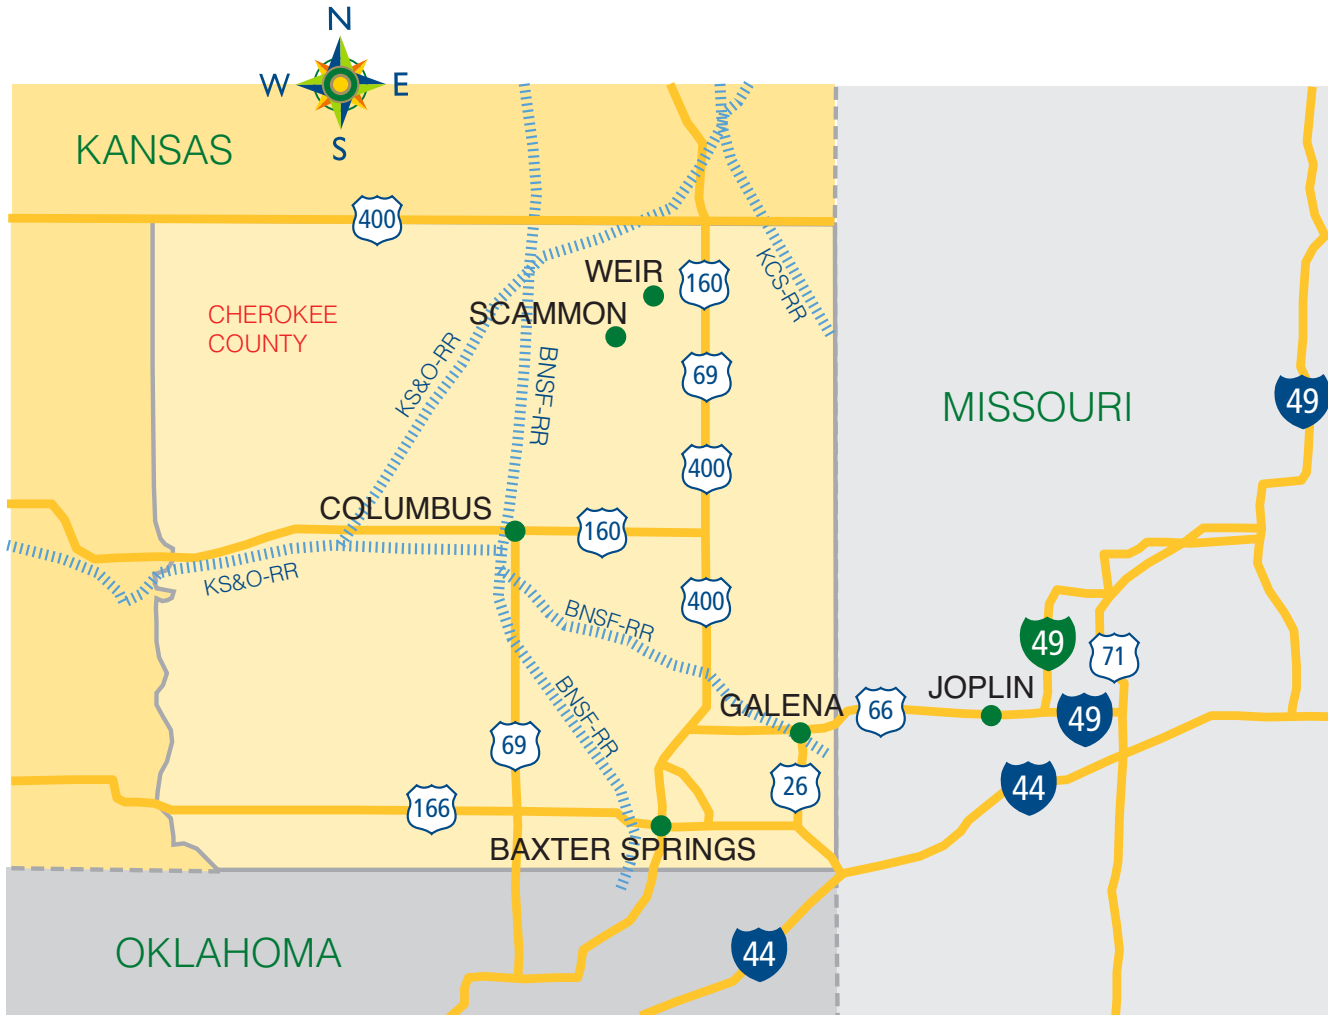 N
W
E
S
KANSAS
400
WEIR
160
KCS-RR
SCAMMON
CHEROKEE
COUNTY
KS&O-RR
BNSF-RR
69
49
MISSOURI
400
COLUMBUS
160
KS&O-RR
400
BNSF-RR
49
71
BNSF-RR
GALENA
66
JOPLIN
49
69
26
44
166
BAXTER SPRINGS
OKLAHOMA
44